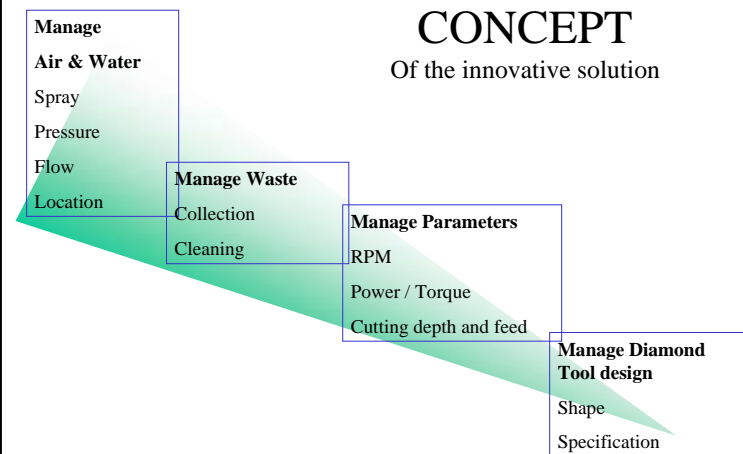 CONCEPT
Of the innovative solution
Manage
Air & Water
Spray
Pressure
Flow
Location
Manage Waste
Collection
Cleaning
Manage Parameters
RPM
Power / Torque
Cutting depth and feed
Manage Diamond
Tool design
Shape
Specification